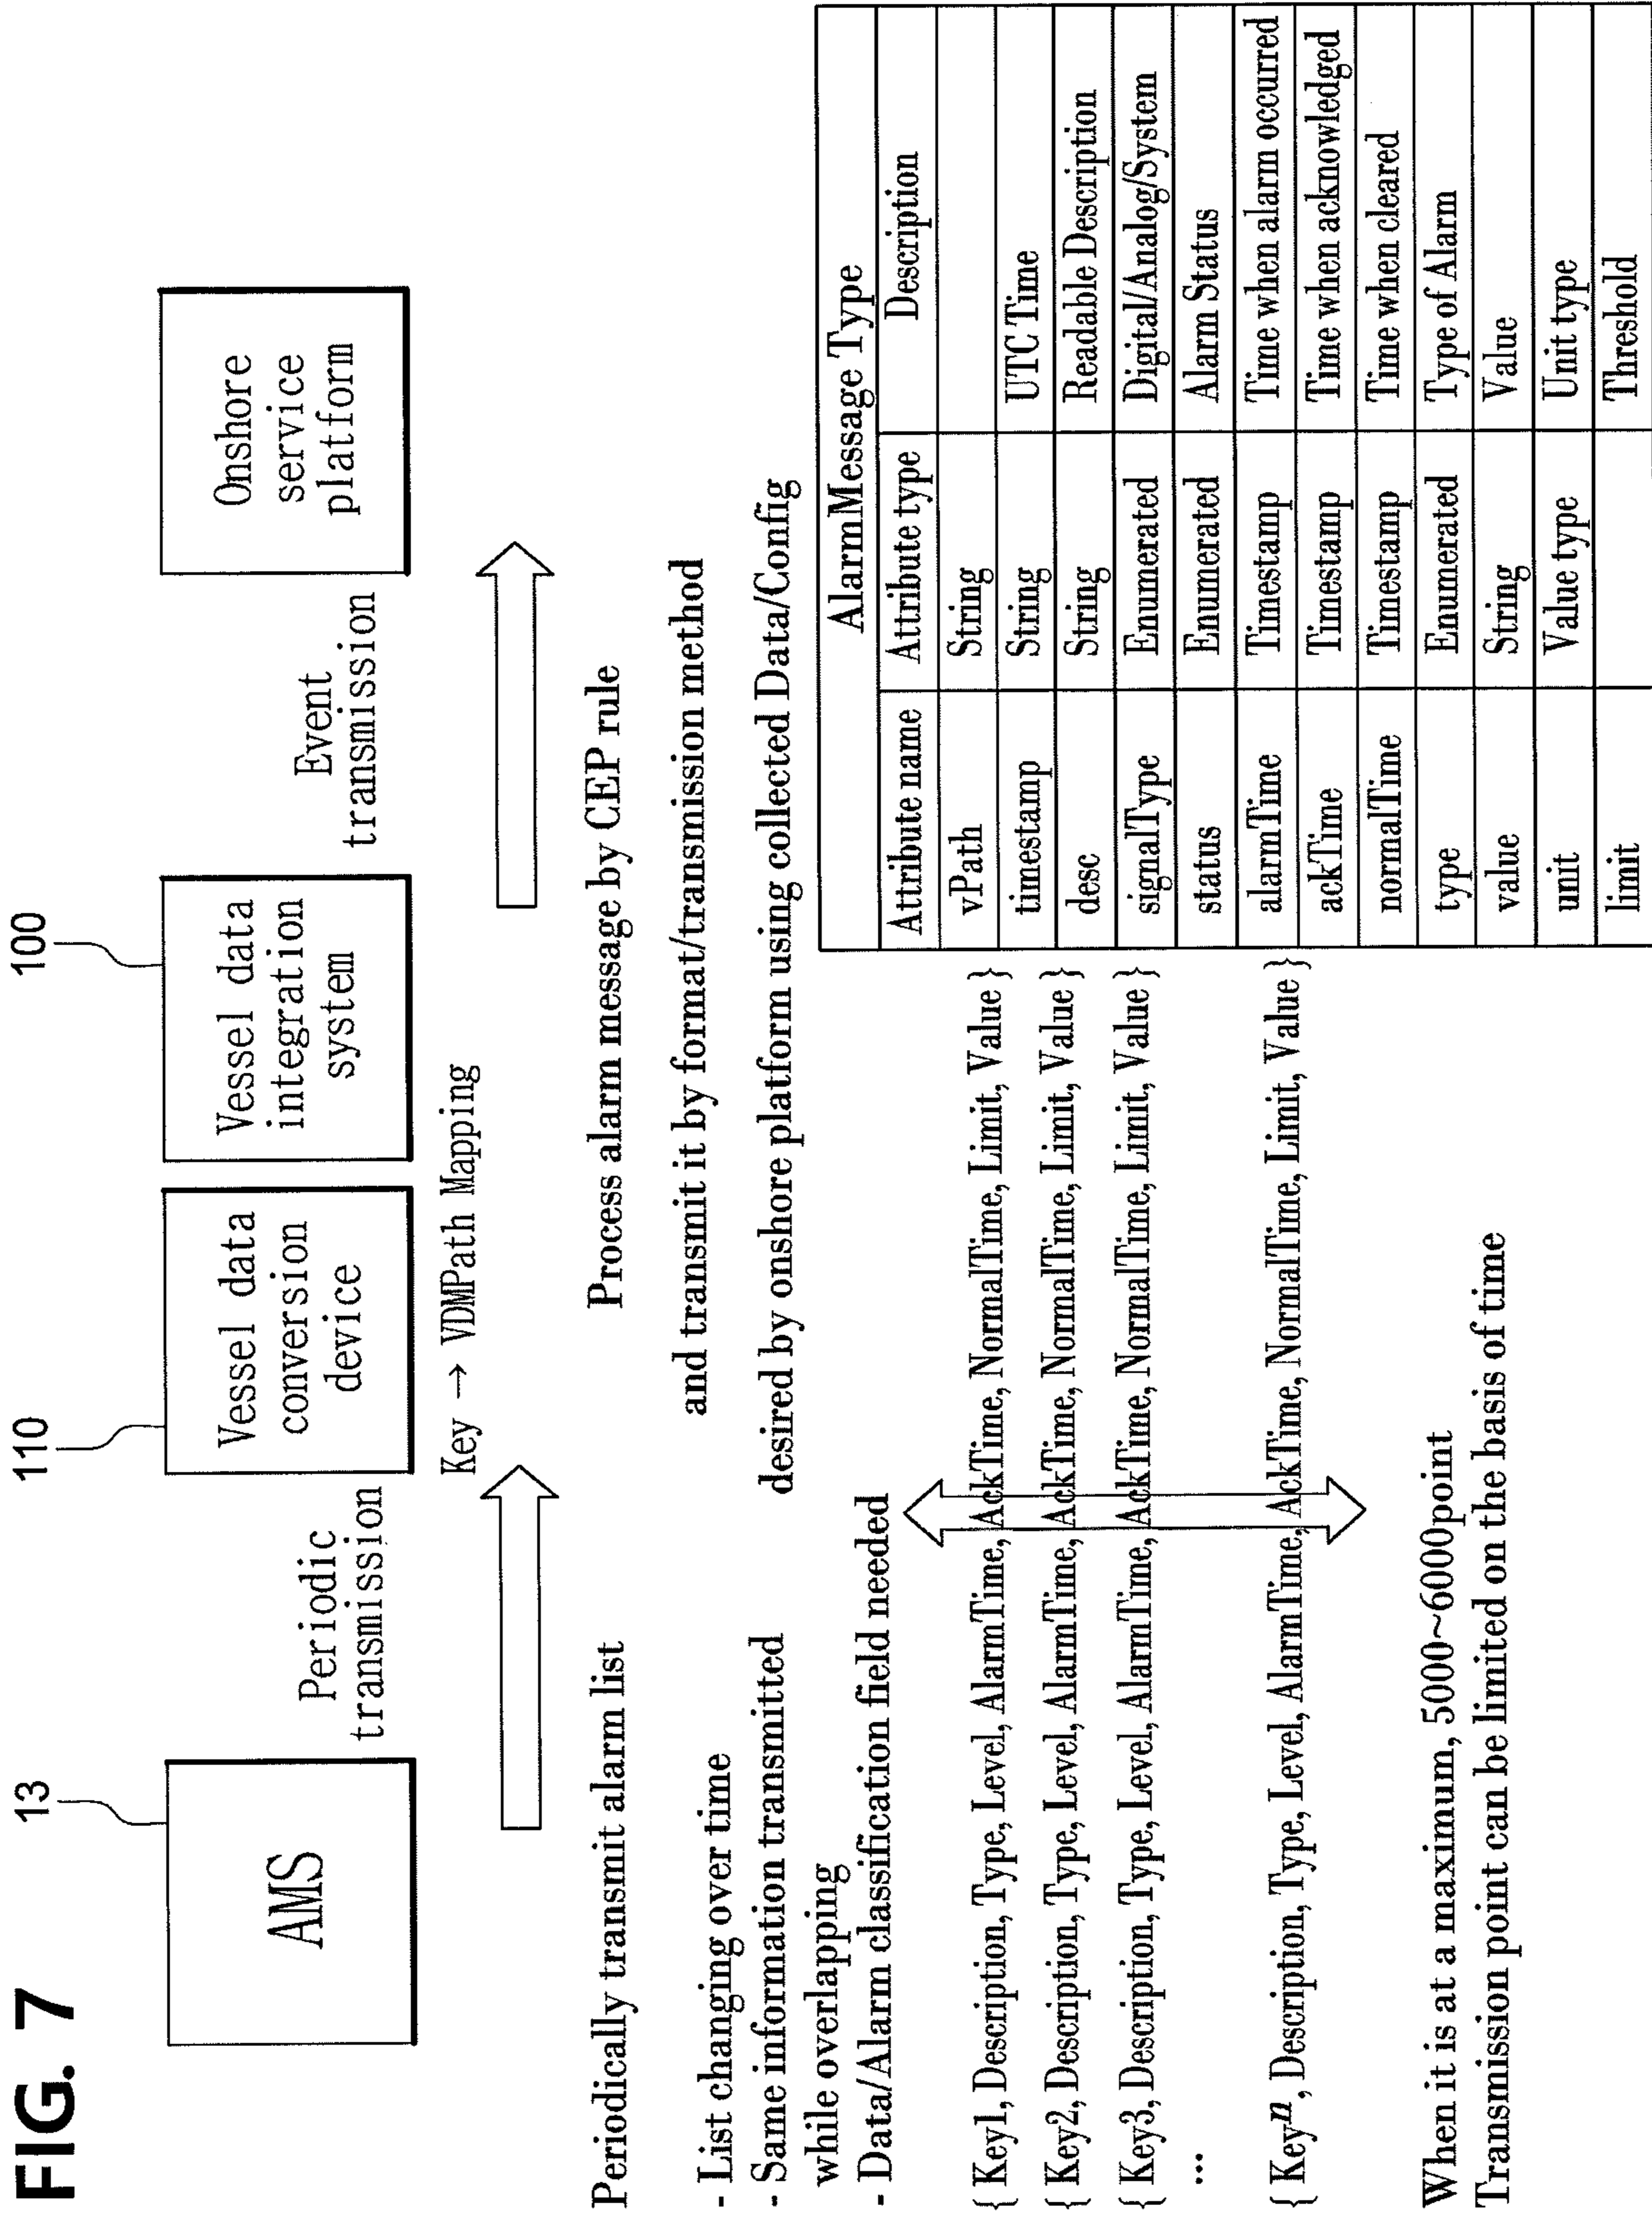 FIG. 7
13
110
100
AMS
Periodic
transmission
Vessel data
conversion
device
Vessel data
integration
system
Event
transmission
Onshore
service
platform
Key → VDMPath Mapping
Periodically transmit alarm list
- List changing over time
- Same information transmitted
while overlapping
- Data/Alarm classification field needed
Process alarm message by CEP rule
and transmit it by format/transmission method
desired by onshore platform using collected Data/Config
{ Key1, Description, Type, Level, AlarmTime, AckTime, NormalTime, Limit, Value }
{ Key2, Description, Type, Level, AlarmTime, AckTime, NormalTime, Limit, Value }
{ Key3, Description, Type, Level, AlarmTime, AckTime, NormalTime, Limit, Value }
...
{ Keyn, Description, Type, Level, AlarmTime, AckTime, NormalTime, Limit, Value }
When it is at a maximum, 5000~6000point
Transmission point can be limited on the basis of time
AlarmMessage Type
Attribute name Attribute type Description
vPath String
timestamp String UTC Time
desc String Readable Description
signalType Enumerated Digital/Analog/System
status Enumerated Alarm Status
alarmTime Timestamp Time when alarm occurred
ackTime Timestamp Time when acknowledged
normalTime Timestamp Time when cleared
type Enumerated Type of Alarm
value String Value
unit Value type Unit type
limit Threshold